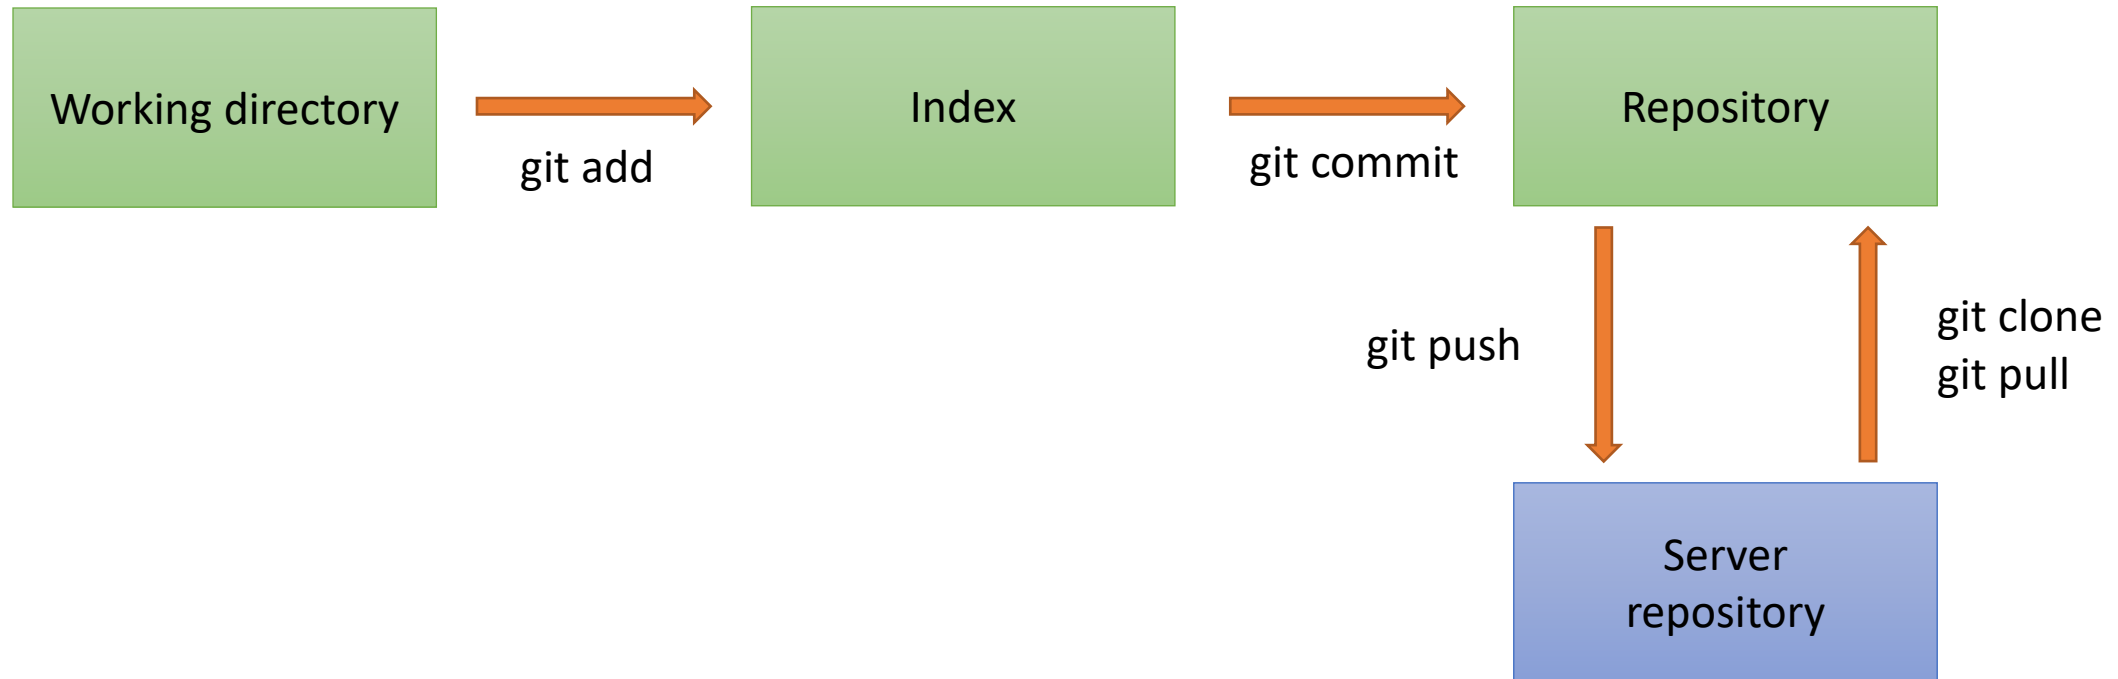 Working directory
git add
Index
git commit
Repository
git push
git clone
git pull
Server
repository